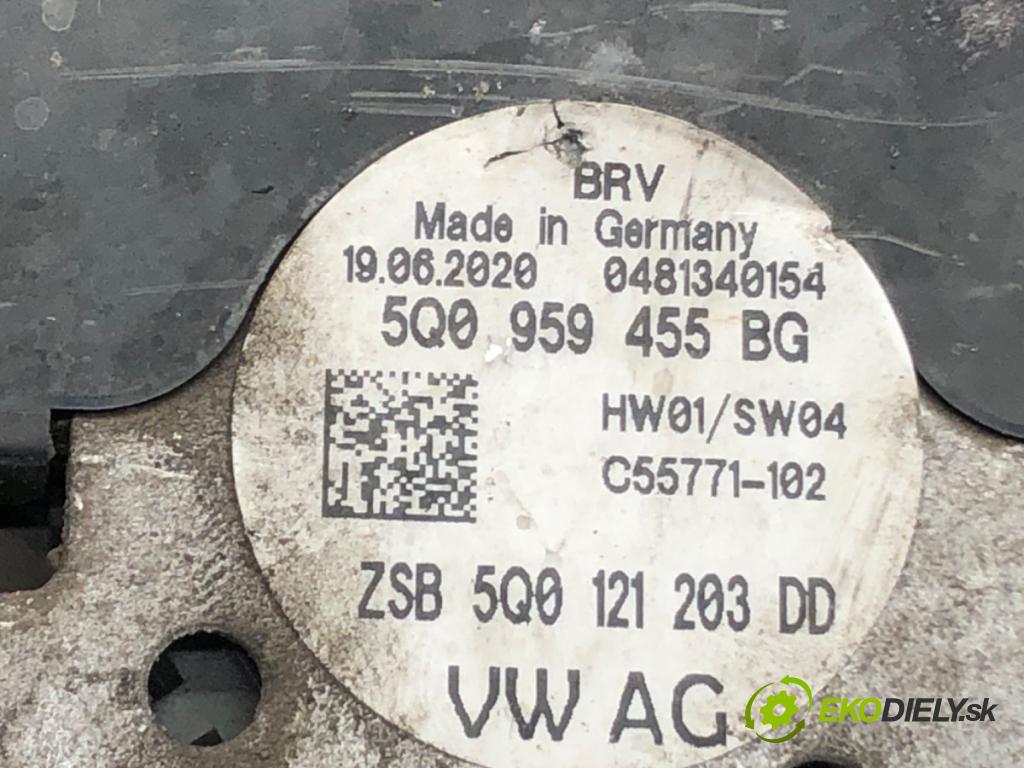 BRV
Made in Germany
19.06.2020 0481340154
5Q0 959 455 BG
HW01/SW04
C55771-102
ZSB 5Q0 121 203 DD
VW AG
EKODIELY.sk